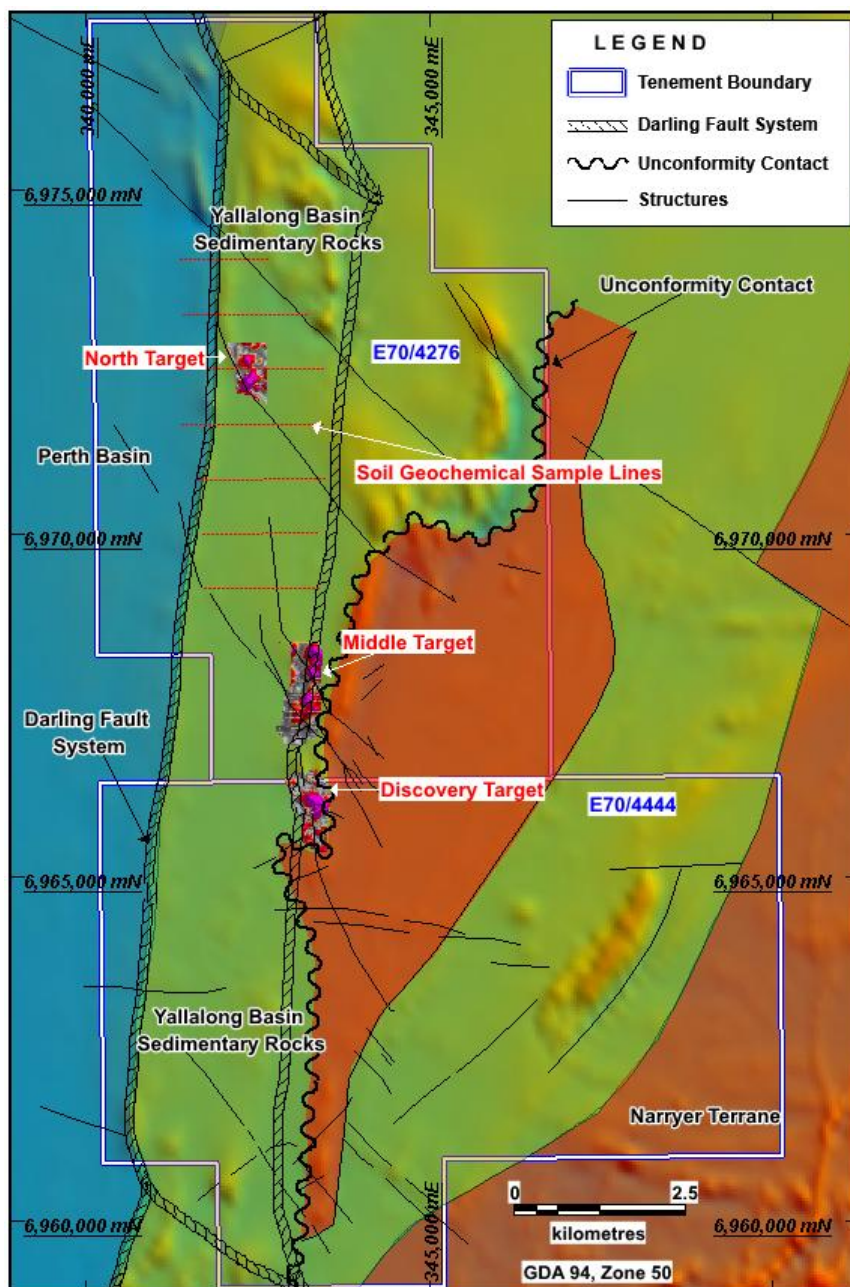 340,000 mE
345,000 mE
LEGEND
Tenement Boundary
Darling Fault System
Unconformity Contact
Structures
6,975,000 mN
Yallalong Basin
Sedimentary Rocks
Unconformity Contact
North Target
E70/4276
Perth Basin
Soil Geochemical Sample Lines
6,970,000 mN
6,970,000 mN
Middle Target
Darling Fault
System
Discovery Target
E70/4444
6,965,000 mN
6,965,000 mN
Yallalong Basin
Sedimentary Rocks
Narryer Terrane
345,000 mE
0
2.5
kilometres
6,960,000 mN
6,960,000 mN
GDA 94, Zone 50